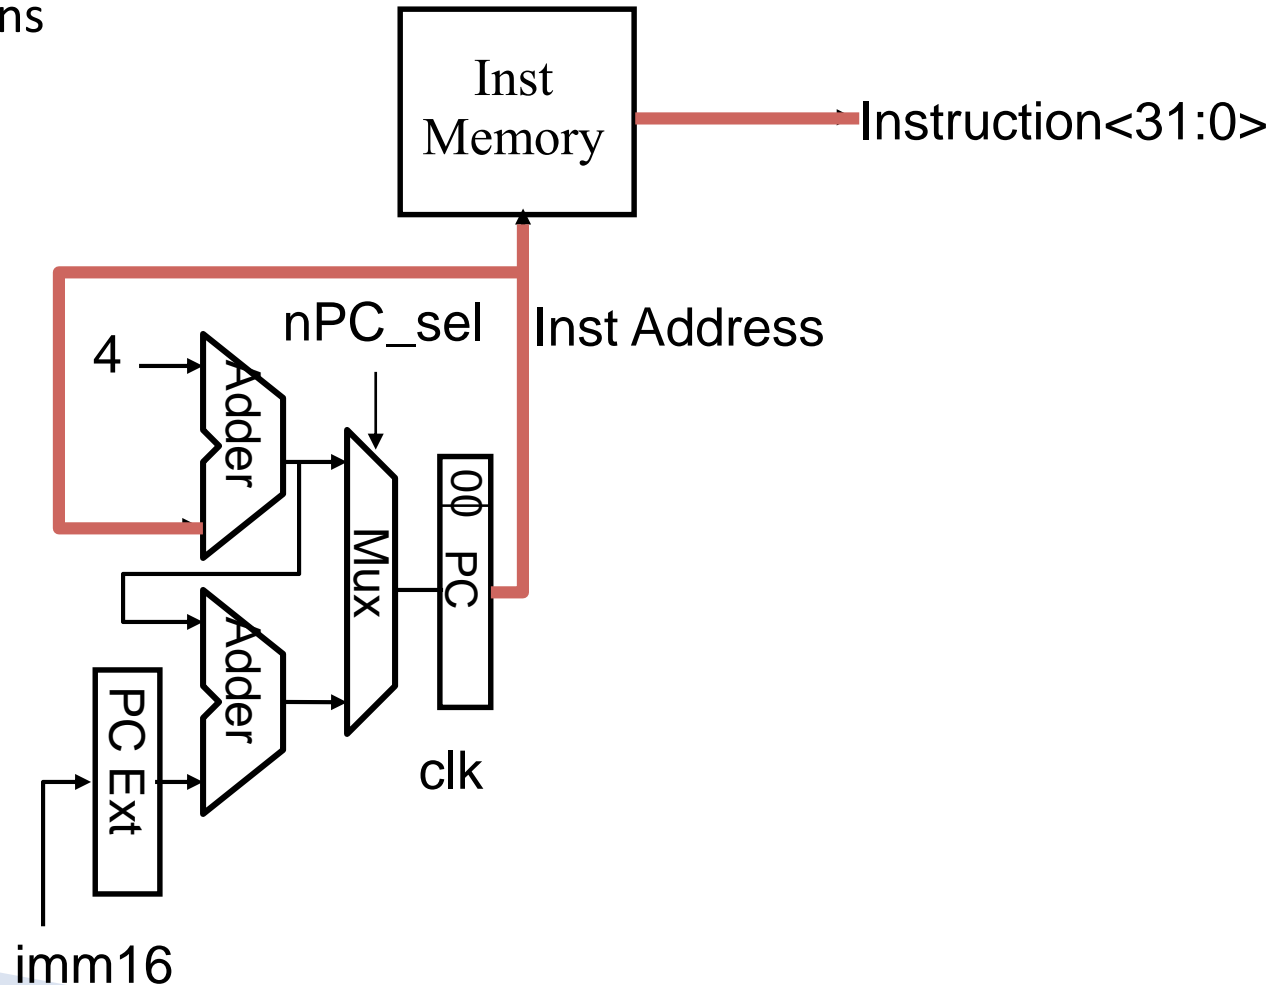 ns
Inst
Memory
Instruction<31:0>
nPC_sel
Inst Address
4
Adder
Mux
00
PC
Adder
PC Ext
clk
imm16